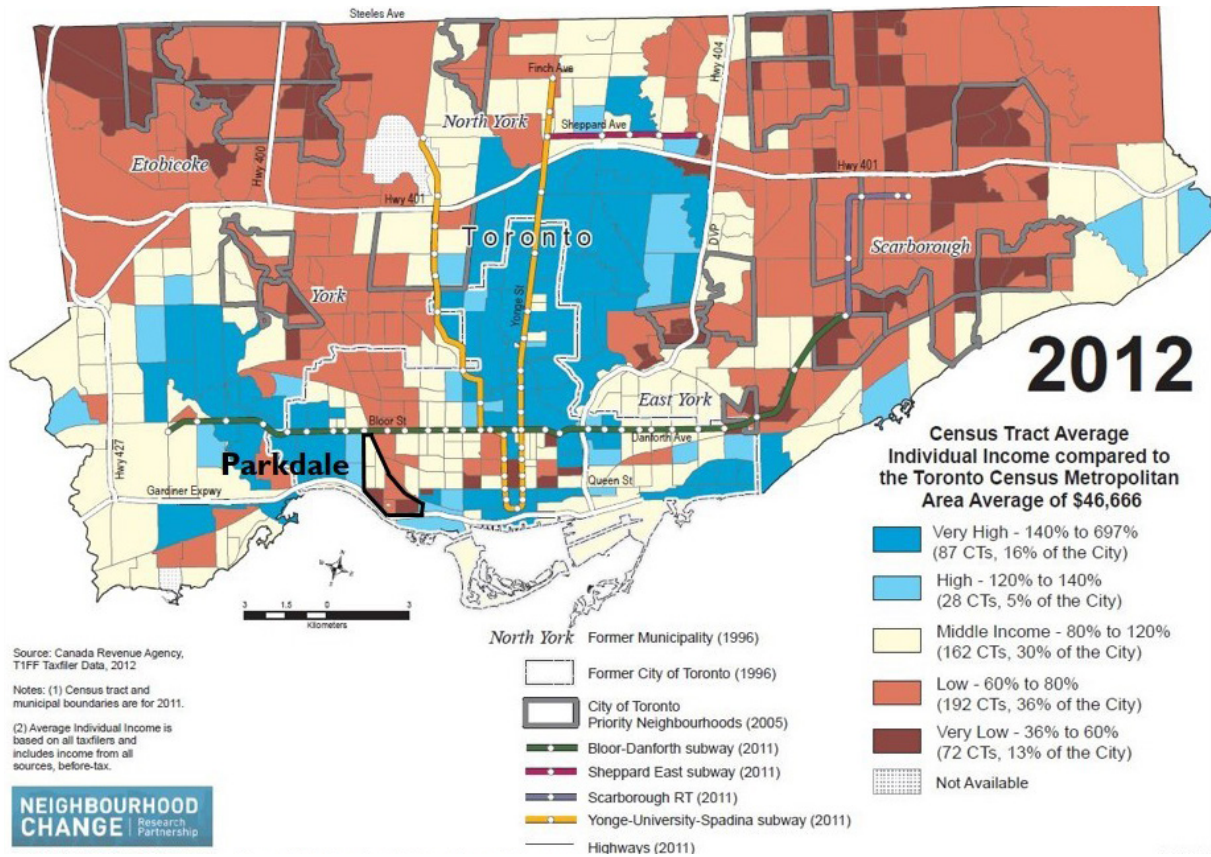 Steeles Ave
Finch Ave
Hwy 404
North York
Sheppard Ave
Hwy 400
Etobicoke
Hwy 401
Hwy 401
Toronto
DVP
Scarborough
York
Yonge St
2012
East York
Bloor St
Danforth Ave
Hwy 427
Parkdale
Queen St
Gardiner Expwy
Census Tract Average
Individual Income compared to
the Toronto Census Metropolitan
Area Average of $46,666
Very High - 140% to 697%
(87 CTs, 16% of the City)
High - 120% to 140%
(28 CTs, 5% of the City)
Middle Income - 80% to 120%
(162 CTs, 30% of the City)
Low - 60% to 80%
(192 CTs, 36% of the City)
Very Low - 36% to 60%
(72 CTs, 13% of the City)
Not Available
3 1.5 0 3
Kilometers
North York Former Municipality (1996)
Former City of Toronto (1996)
City of Toronto
Priority Neighbourhoods (2005)
Bloor-Danforth subway (2011)
Sheppard East subway (2011)
Scarborough RT (2011)
Yonge-University-Spadina subway (2011)
Highways (2011)
Source: Canada Revenue Agency,
T1FF Taxfiler Data, 2012
Notes: (1) Census tract and
municipal boundaries are for 2011.
(2) Average Individual Income is
based on all taxfilers and
includes income from all
sources, before-tax.
NEIGHBOURHOOD
CHANGE Research
Partnership